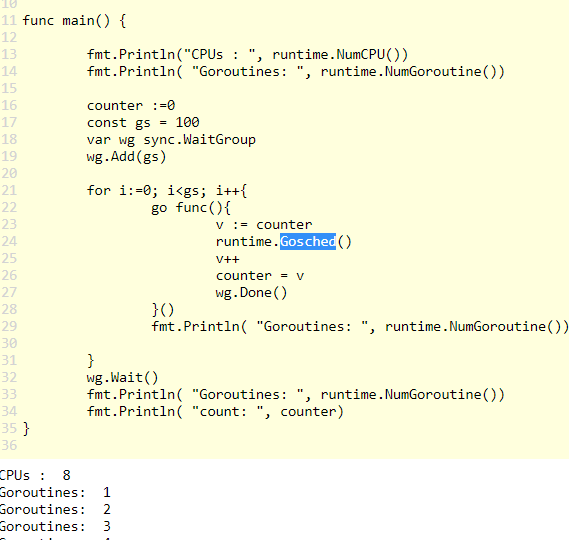 10
11 func main() {
12
13 fmt.Println("CPUs : ", runtime.NumCPU())
14 fmt.Println( "Goroutines: ", runtime.NumGoroutine())
15
16 counter :=0
17 const gs = 100
18 var wg sync.WaitGroup
19 wg.Add(gs)
20
21 for i:=0; i<gs; i++{
22 go func(){
23 v := counter
24 runtime.Gosched()
25 v++
26 counter = v
27 wg.Done()
28 }()
29 fmt.Println( "Goroutines: ", runtime.NumGoroutine())
30
31 }
32 wg.Wait()
33 fmt.Println( "Goroutines: ", runtime.NumGoroutine())
34 fmt.Println( "count: ", counter)
35 }
36
CPUs : 8
Goroutines: 1
Goroutines: 2
Goroutines: 3